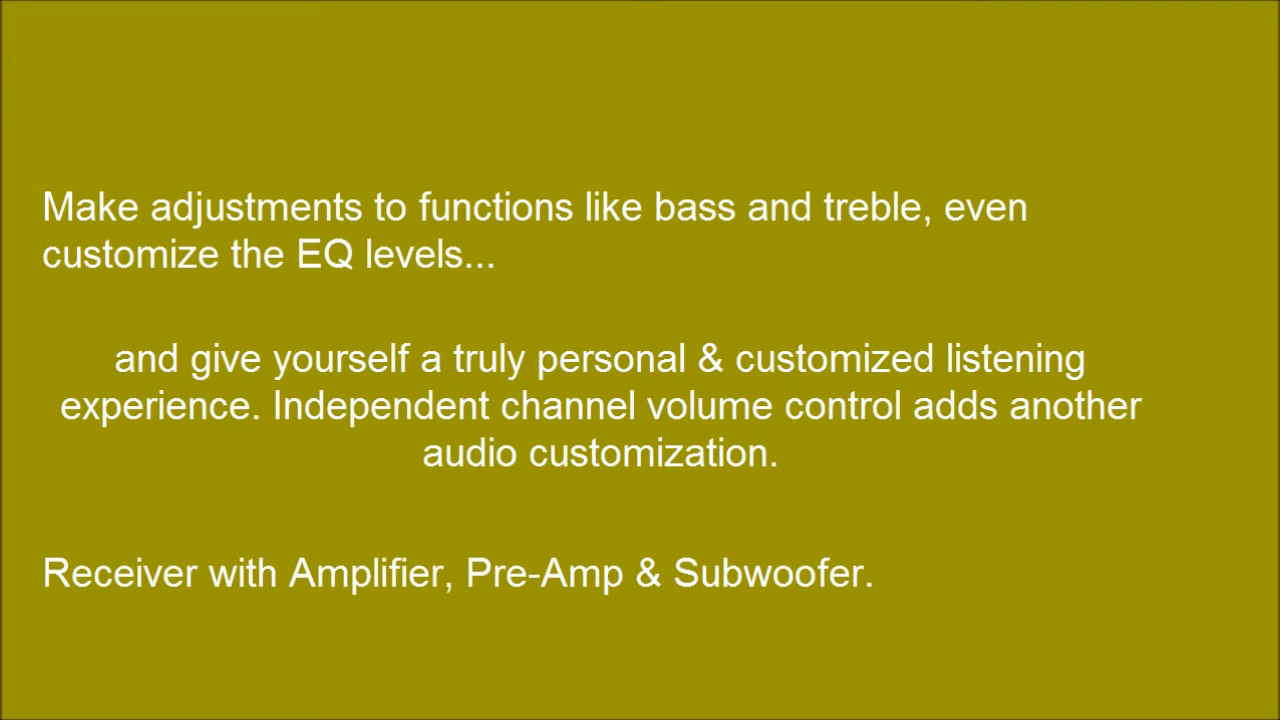 Make adjustments to functions like bass and treble, even
customize the EQ levels...
and give yourself a truly personal & customized listening
experience. Independent channel volume control adds another
audio customization.
Receiver with Amplifier, Pre-Amp & Subwoofer.